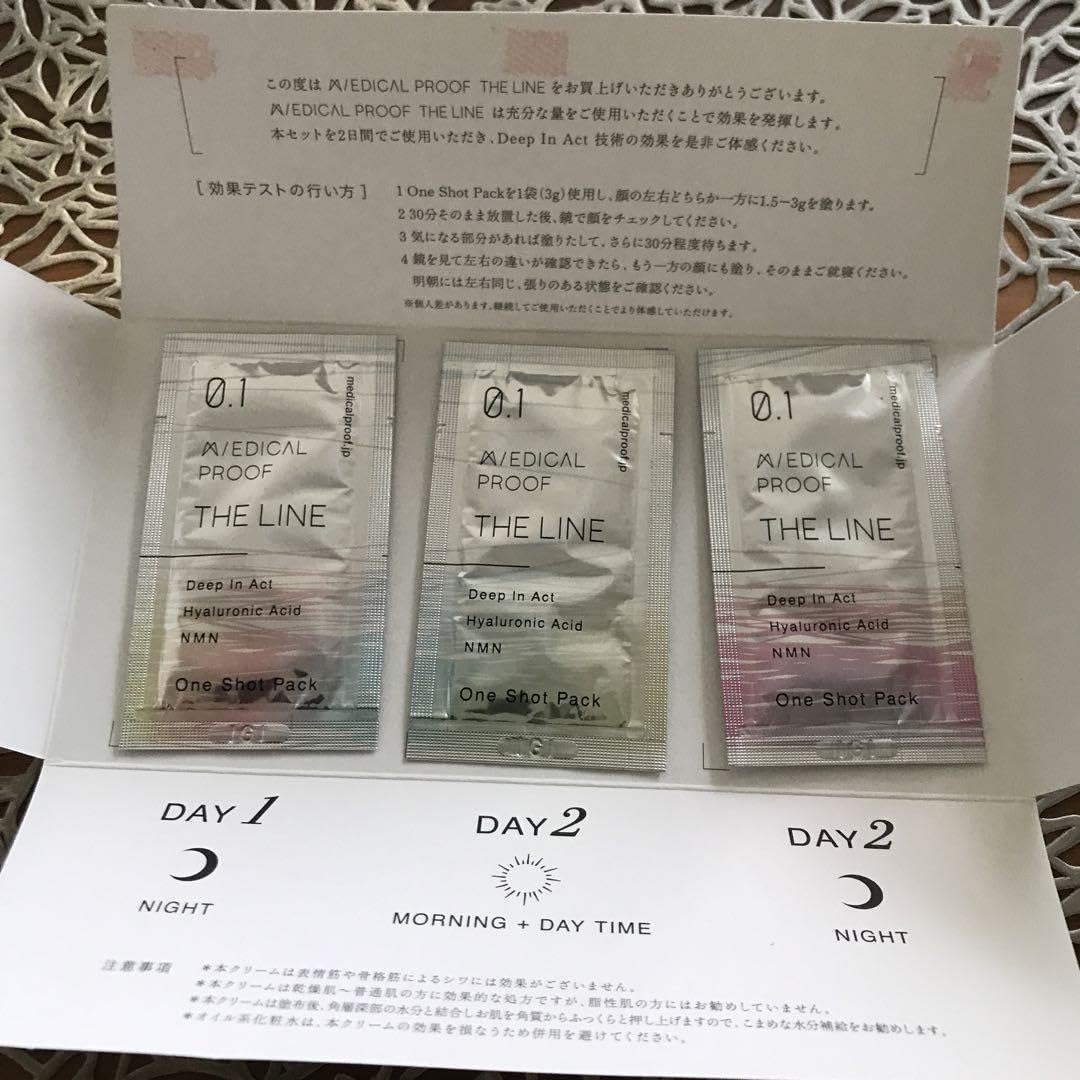 この度は M/EDICAL PROOF THE LINE をお買上げいただきありがとうございます。
M/EDICAL PROOF THE LINE は充分な量をご使用いただくことで効果を発揮します。
本セットを2日間でご使用いただき、Deep In Act 技術の効果を是非ご体感ください。
[ 効果テストの行い方 ]
1 One Shot Packを1袋(3g)使用し、顔の左右どちらか一方に1.5ー3gを塗ります。
2 30分そのまま放置した後、鏡で顔をチェックしてください。
3 気になる部分があれば塗りたして、さらに30分程度待ちます。
4 鏡を見て左右の違いが確認できたら、もう一方の顔にも塗り、そのままご就寝ください。
明朝には左右同じ、張りのある状態をご確認ください。
※個人差があります。継続してご使用いただくことでより体感していただけます。
0.1
medicalproof.jp
M/EDICAL
PROOF
THE LINE
Deep In Act
Hyaluronic Acid
NMN
One Shot Pack
0.1
medicalproof.jp
M/EDICAL
PROOF
THE LINE
Deep In Act
Hyaluronic Acid
NMN
One Shot Pack
0.1
medicalproof.jp
M/EDICAL
PROOF
THE LINE
Deep In Act
Hyaluronic Acid
NMN
One Shot Pack
DAY 1
NIGHT
DAY 2
MORNING + DAY TIME
DAY 2
NIGHT
注意事項
*本クリームは表情筋や骨格筋によるシワには効果がございません。
*本クリームは乾燥肌〜普通肌の方に効果的な処方ですが、脂性肌の方にはお勧めしていません。
*本クリームは塗布後、角層深部の水分と結合しお肌を角質からふっくらと押し上げますので、こまめな水分補給をお勧めします。
*オイル系化粧水は、本クリームの効果を損なうため併用を避けてください。